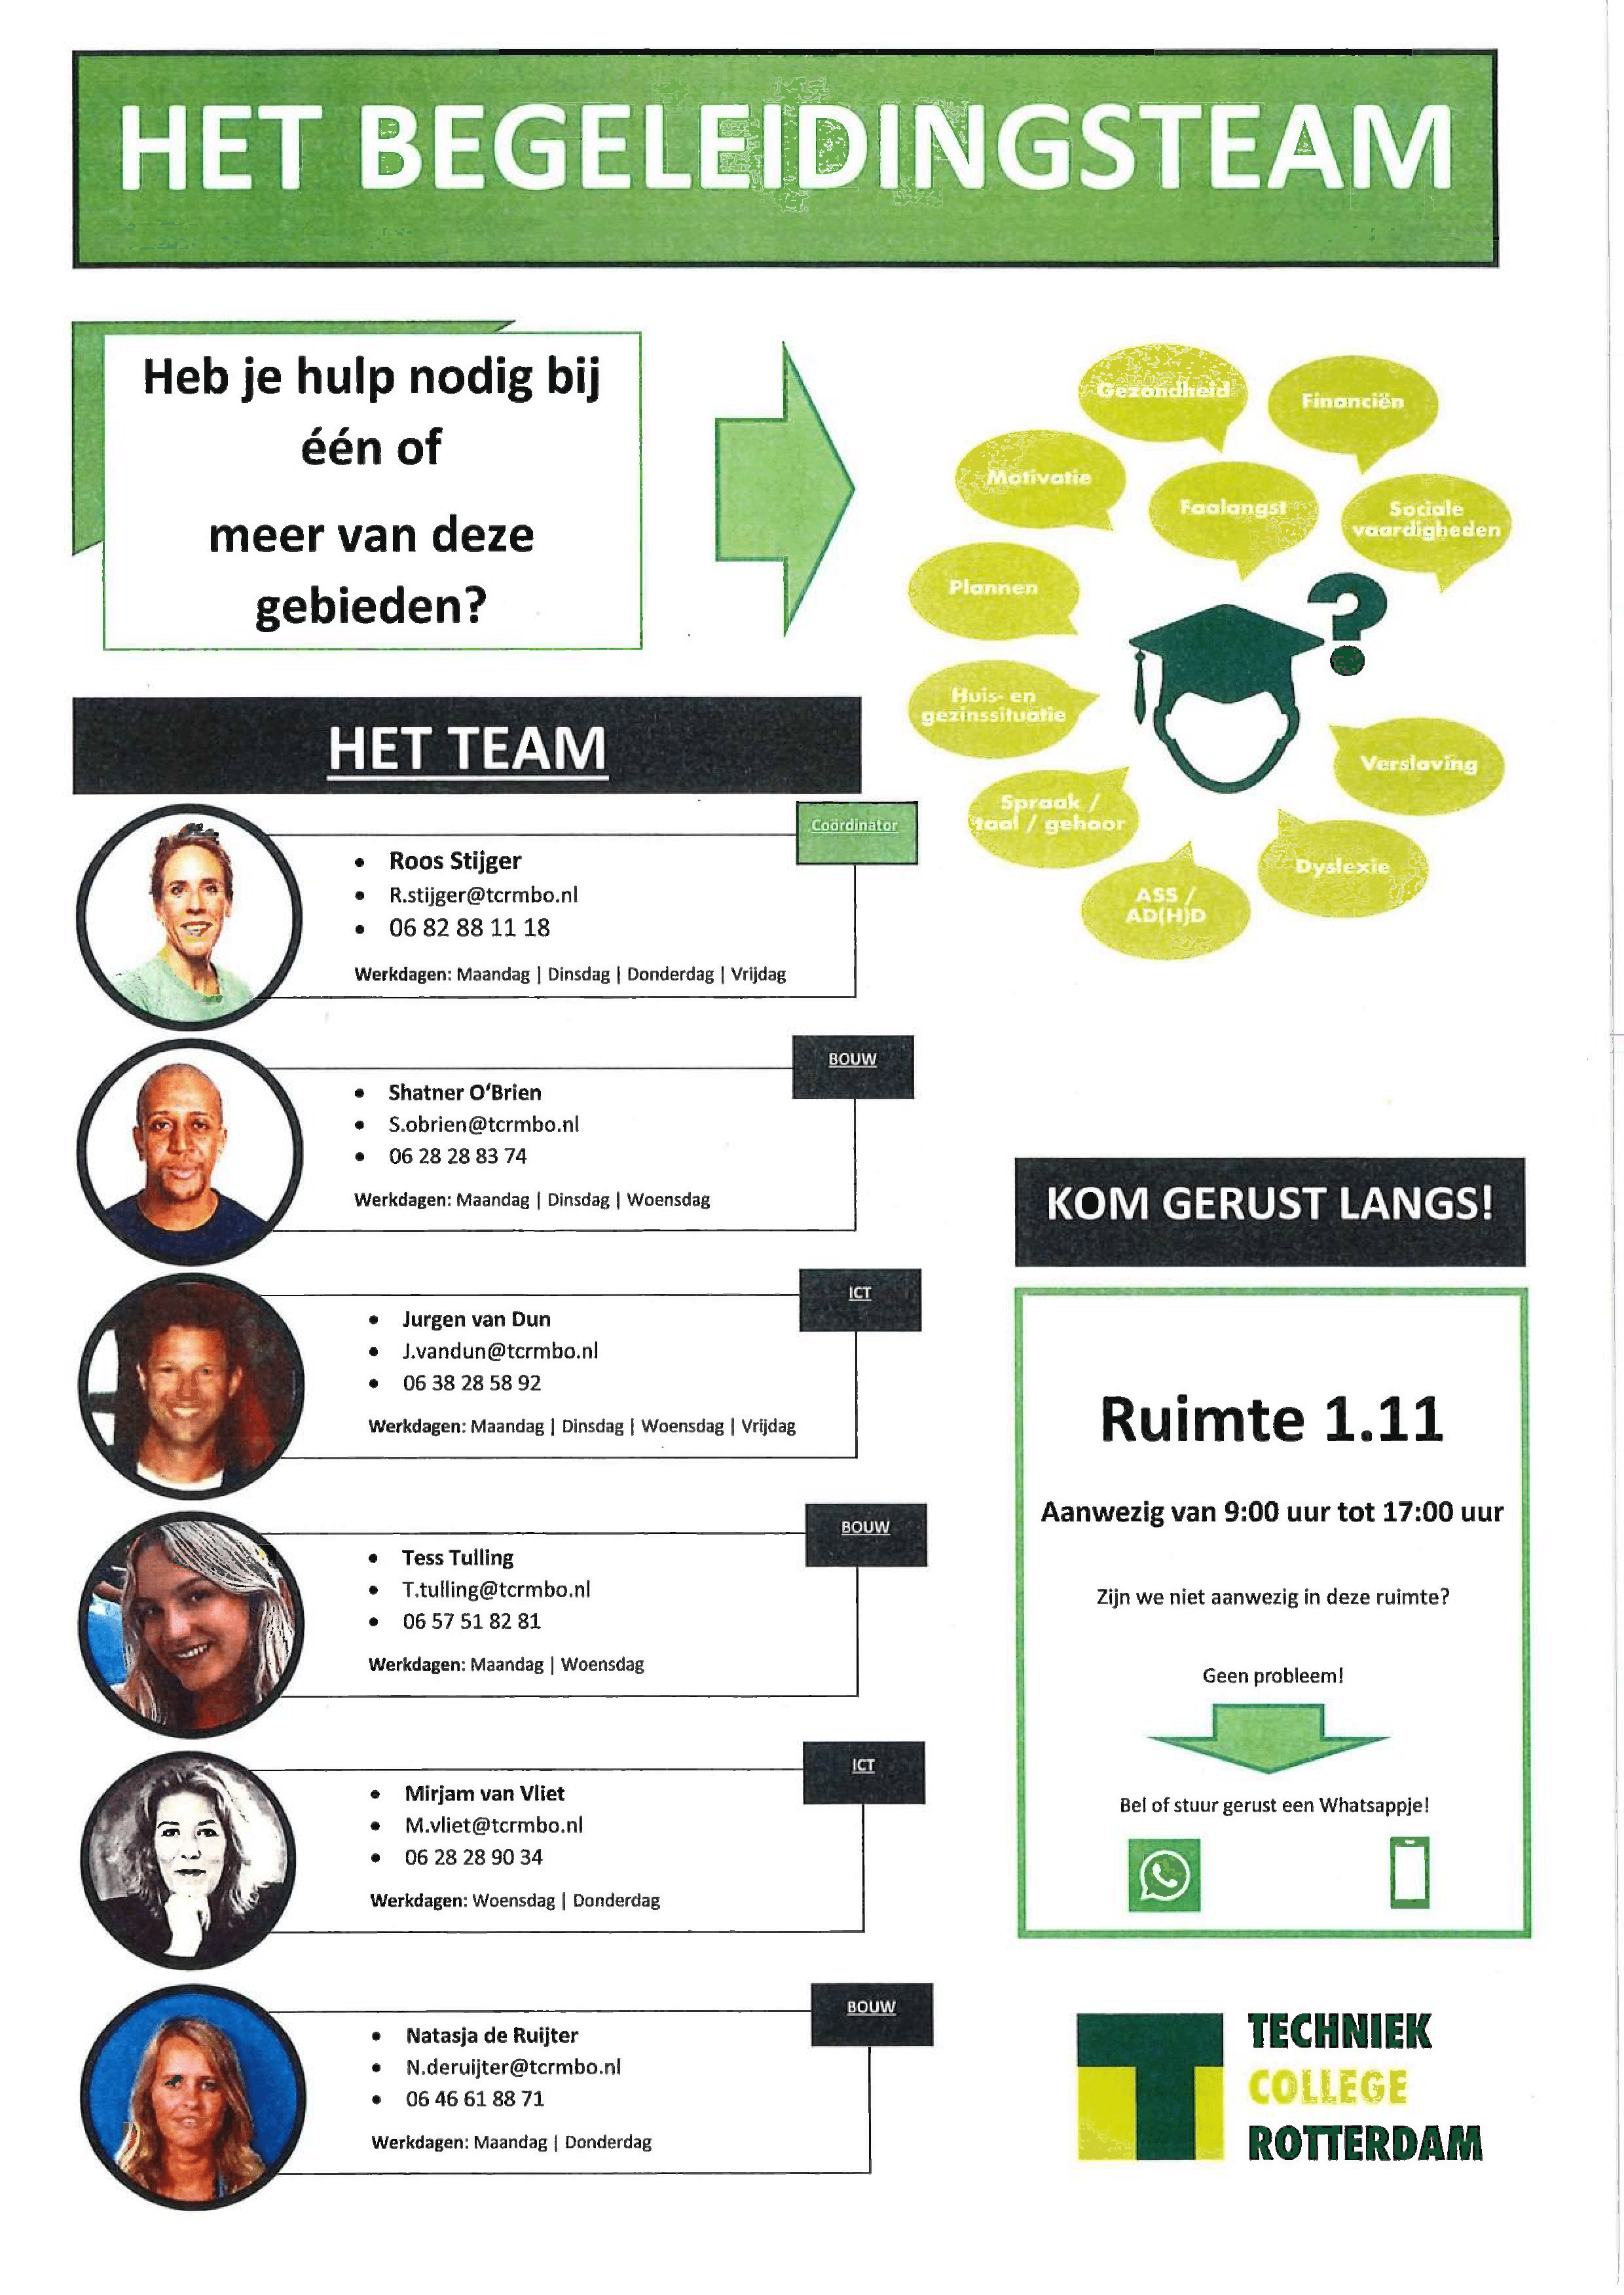 HET BEGELEIDINGSTEAM
Heb je hulp nodig bij
één of
meer van deze
gebieden?
Gezondheid
Financiën
Motivatie
Faalangst
Sociale
vaardigheden
Plannen
?
Huis- en
gezinssituatie
Verslaving
Spraak /
taal / gehoor
Dyslexie
ASS /
AD(H)D
HET TEAM
Coördinator
• Roos Stijger
• R.stijger@tcrmbo.nl
• 06 82 88 11 18
Werkdagen: Maandag | Dinsdag | Donderdag | Vrijdag
BOUW
• Shatner O'Brien
• S.obrien@tcrmbo.nl
• 06 28 28 83 74
Werkdagen: Maandag | Dinsdag | Woensdag
ICT
• Jurgen van Dun
• J.vandun@tcrmbo.nl
• 06 38 28 58 92
Werkdagen: Maandag | Dinsdag | Woensdag | Vrijdag
BOUW
• Tess Tulling
• T.tulling@tcrmbo.nl
• 06 57 51 82 81
Werkdagen: Maandag | Woensdag
ICT
• Mirjam van Vliet
• M.vliet@tcrmbo.nl
• 06 28 28 90 34
Werkdagen: Woensdag | Donderdag
BOUW
• Natasja de Ruijter
• N.deruijter@tcrmbo.nl
• 06 46 61 88 71
Werkdagen: Maandag | Donderdag
KOM GERUST LANGS!
Ruimte 1.11
Aanwezig van 9:00 uur tot 17:00 uur
Zijn we niet aanwezig in deze ruimte?
Geen probleem!
Bel of stuur gerust een Whatsappje!
TECHNIEK
COLLEGE
ROTTERDAM